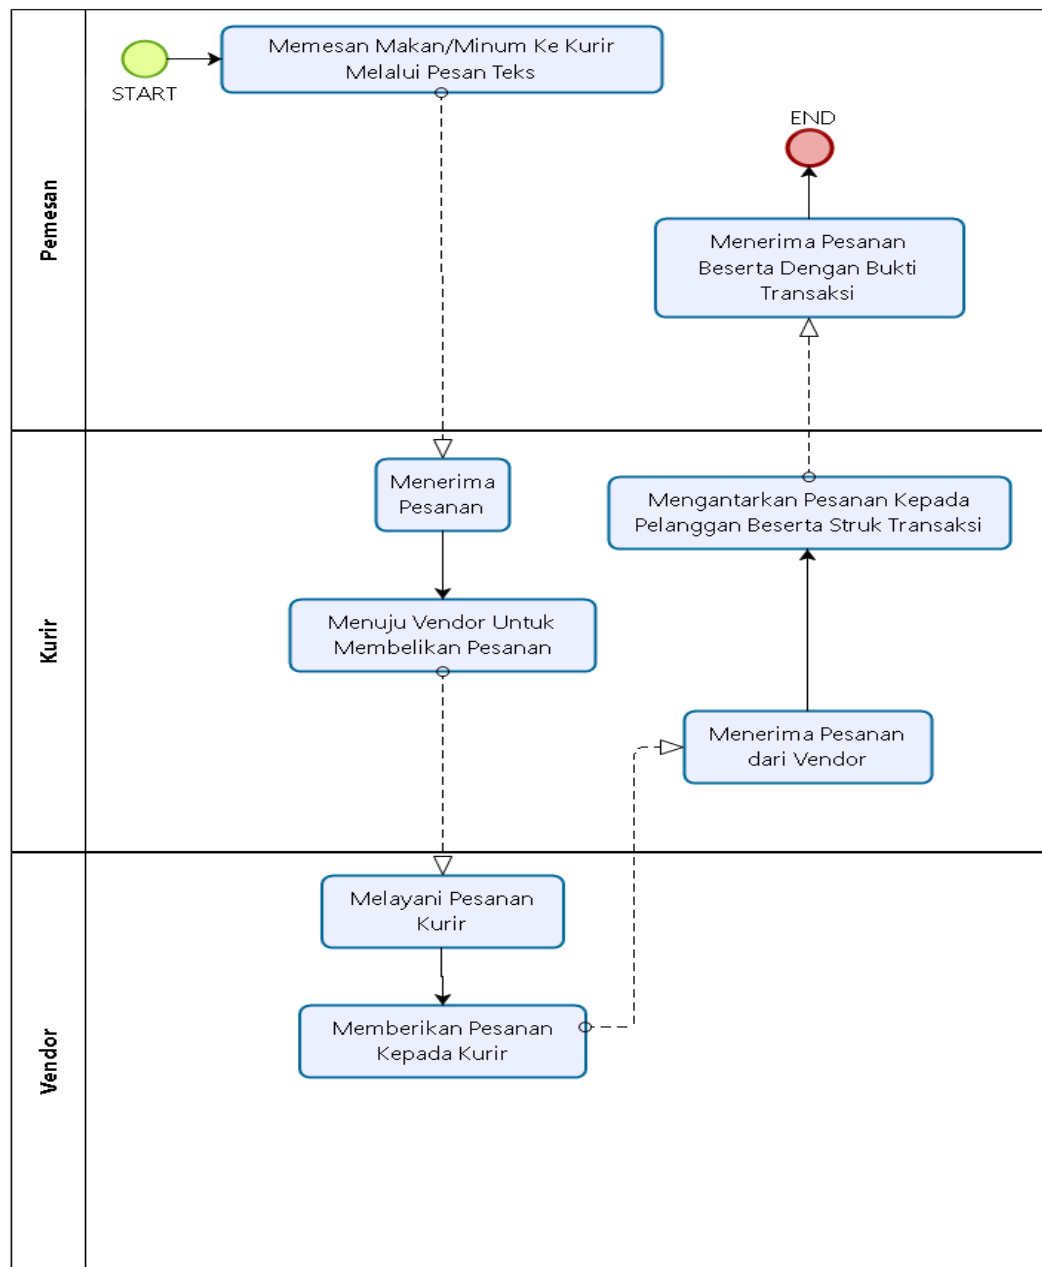 Pemesan
START
Memesan Makan/Minum Ke Kurir
Melalui Pesan Teks
END
Menerima Pesanan
Beserta Dengan Bukti
Transaksi
Kurir
Menerima
Pesanan
Mengantarkan Pesanan Kepada
Pelanggan Beserta Struk Transaksi
Menuju Vendor Untuk
Membelikan Pesanan
Menerima Pesanan
dari Vendor
Vendor
Melayani Pesanan
Kurir
Memberikan Pesanan
Kepada Kurir